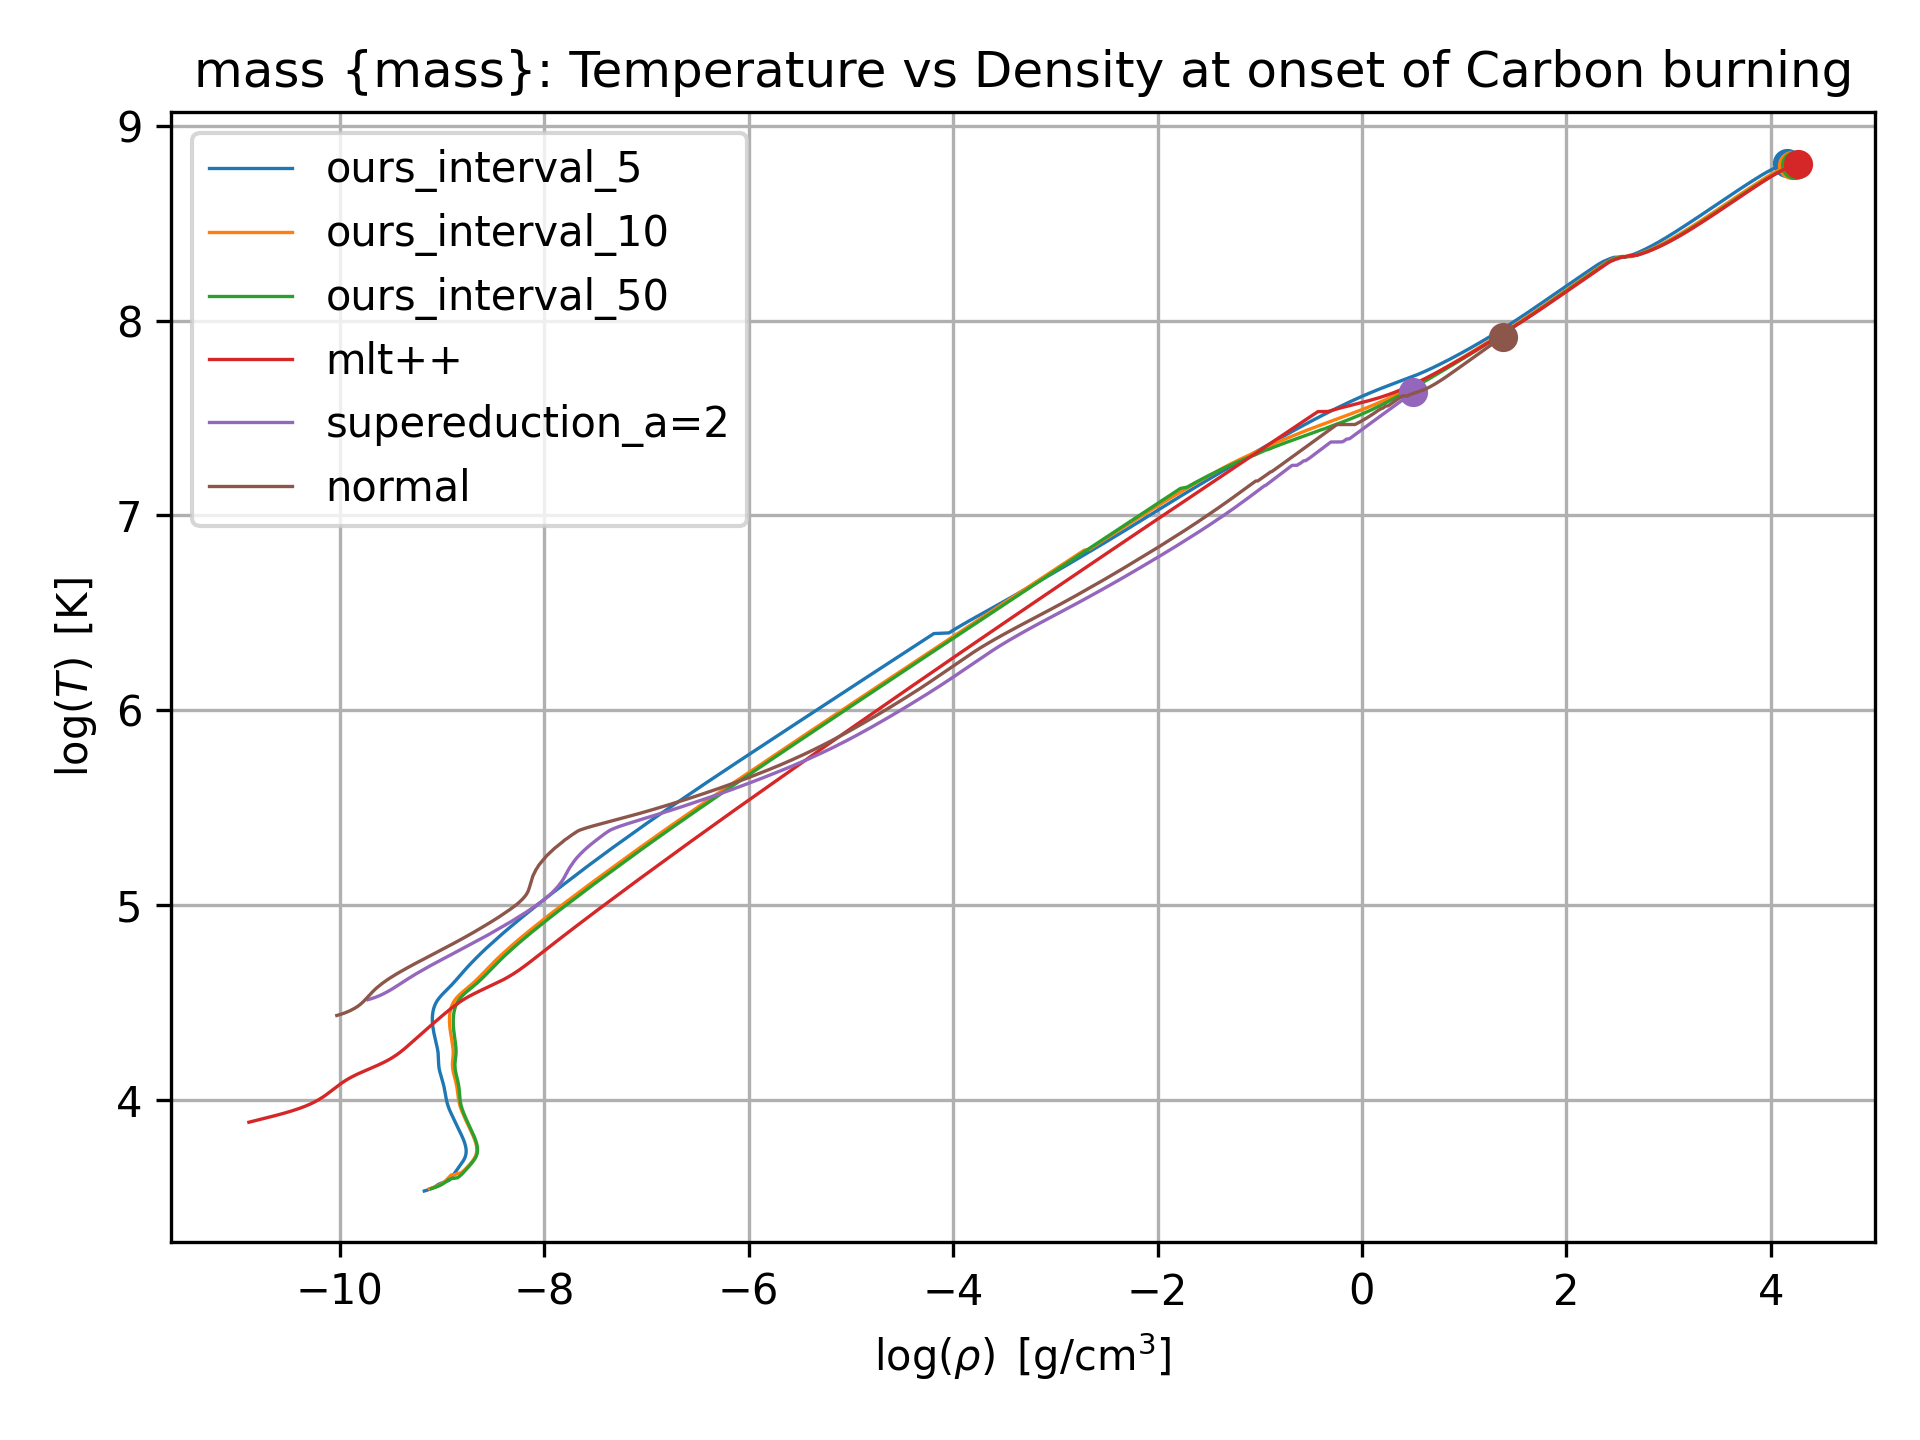 mass {mass}: Temperature vs Density at onset of Carbon burning
9
8
7
6
5
4
log(T) [K]
ours_interval_5
ours_interval_10
ours_interval_50
mlt++
supereduction_a=2
normal
−10 −8 −6 −4 −2 0 2 4
log(ρ) [g/cm³]